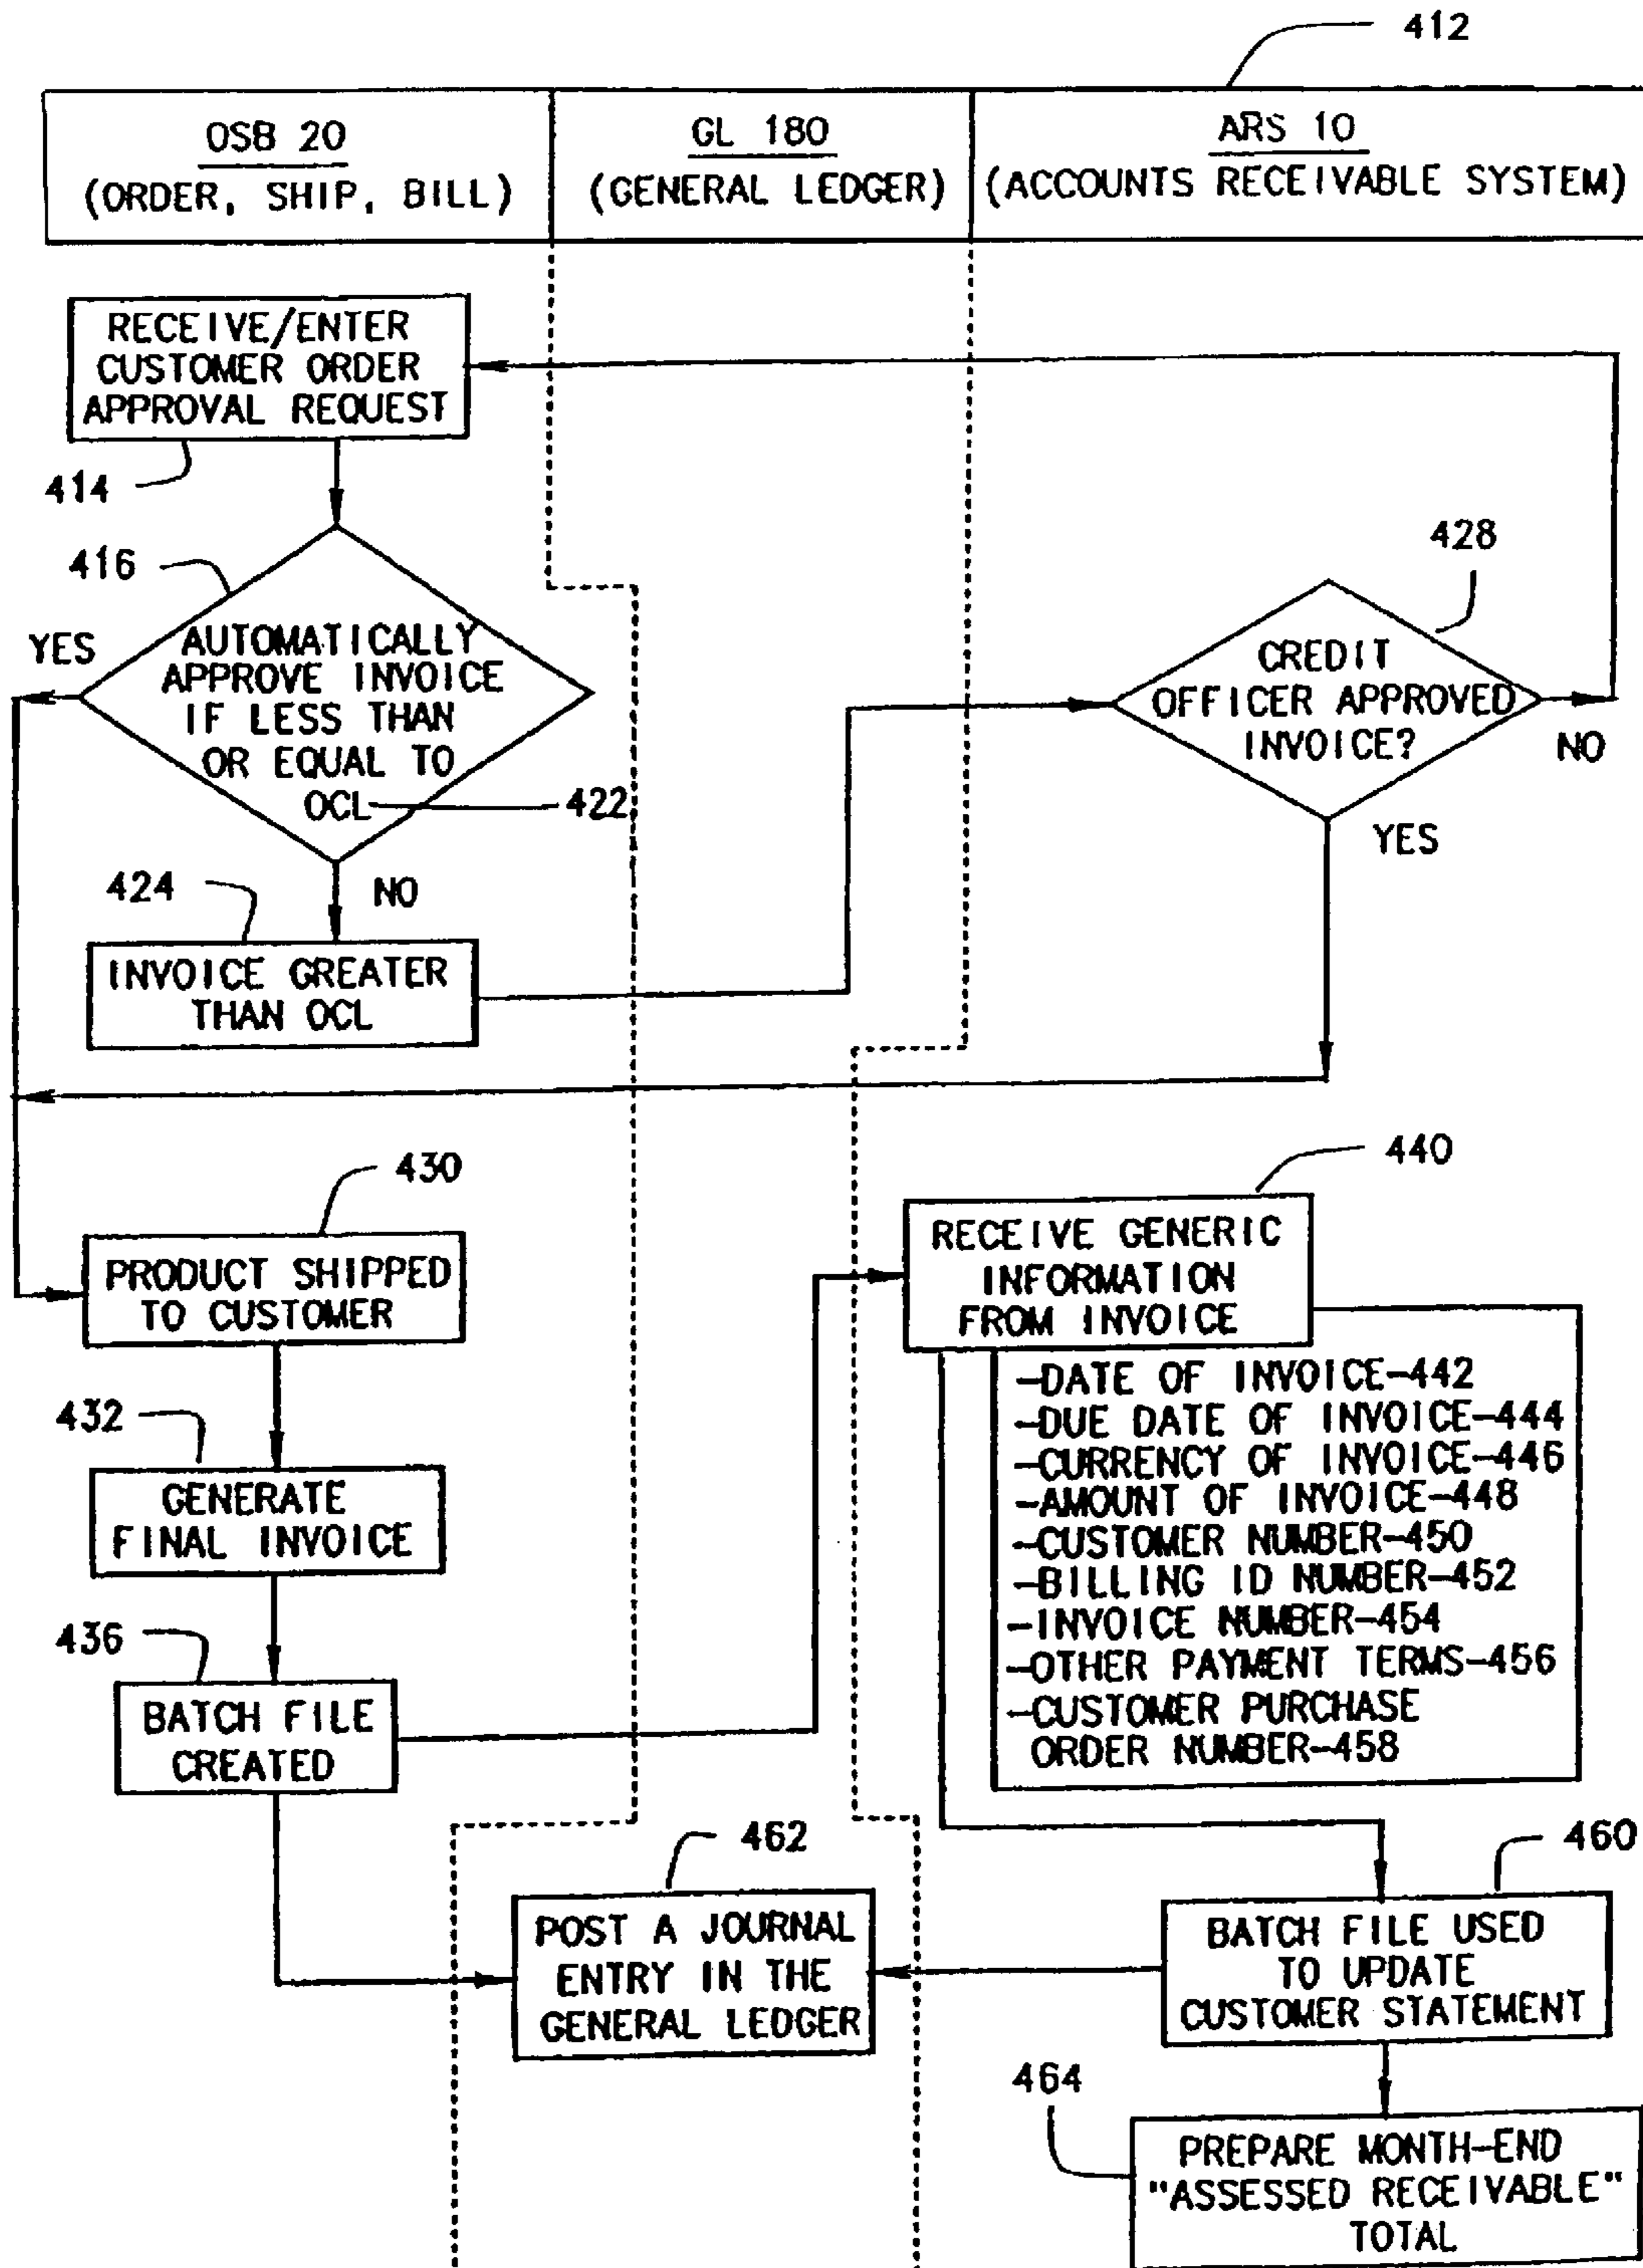 412
OSB 20
(ORDER, SHIP, BILL)
GL 180
(GENERAL LEDGER)
ARS 10
(ACCOUNTS RECEIVABLE SYSTEM)
RECEIVE/ENTER
CUSTOMER ORDER
APPROVAL REQUEST
414
416
YES
AUTOMATICALLY
APPROVE INVOICE
IF LESS THAN
OR EQUAL TO
OCL
422
NO
424
INVOICE GREATER
THAN OCL
428
CREDIT
OFFICER APPROVED
INVOICE?
NO
YES
430
PRODUCT SHIPPED
TO CUSTOMER
432
GENERATE
FINAL INVOICE
436
BATCH FILE
CREATED
440
RECEIVE GENERIC
INFORMATION
FROM INVOICE
-DATE OF INVOICE-442
-DUE DATE OF INVOICE-444
-CURRENCY OF INVOICE-446
-AMOUNT OF INVOICE-448
-CUSTOMER NUMBER-450
-BILLING ID NUMBER-452
-INVOICE NUMBER-454
-OTHER PAYMENT TERMS-456
-CUSTOMER PURCHASE
ORDER NUMBER-458
462
POST A JOURNAL
ENTRY IN THE
GENERAL LEDGER
460
BATCH FILE USED
TO UPDATE
CUSTOMER STATEMENT
464
PREPARE MONTH-END
"ASSESSED RECEIVABLE"
TOTAL